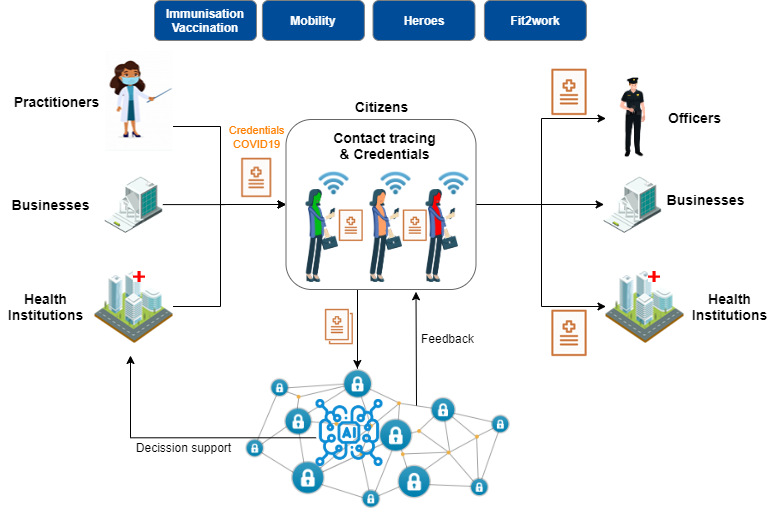 Immunisation
Vaccination
Mobility
Heroes
Fit2work
Practitioners
Credentials
COVID19
Citizens
Contact tracing
& Credentials
Officers
Businesses
Businesses
Health
Institutions
Health
Institutions
Feedback
Decission support
AI